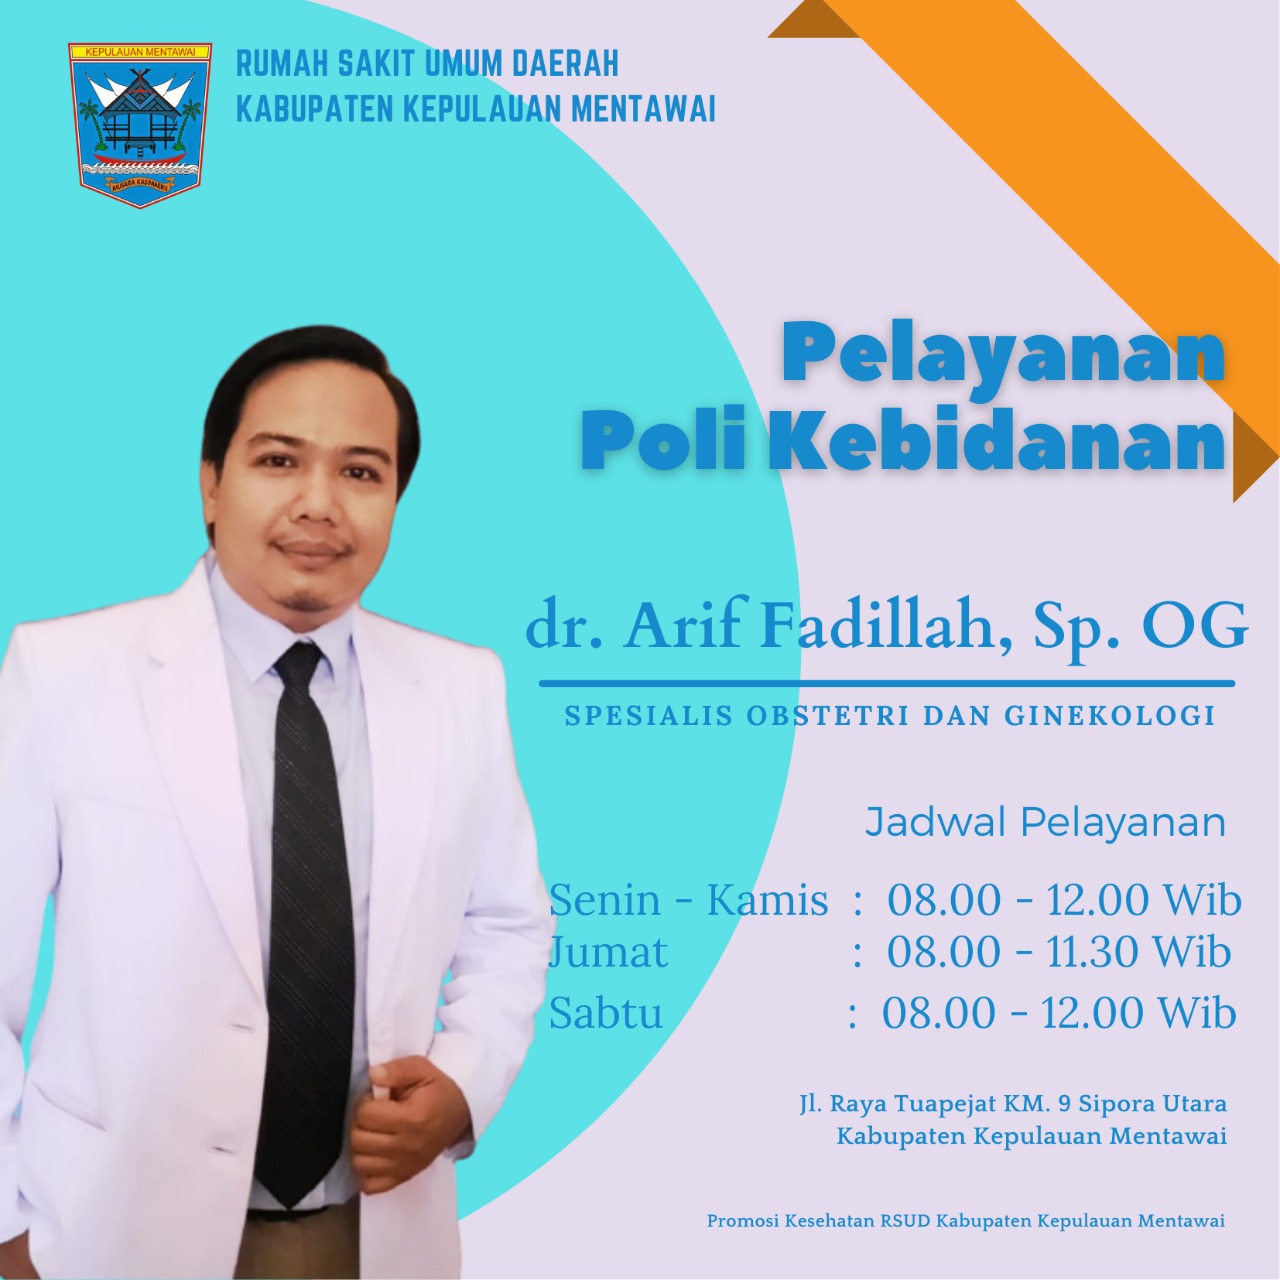 KEPULAUAN MENTAWAI
RUMAH SAKIT UMUM DAERAH
KABUPATEN KEPULAUAN MENTAWAI
Pelayanan
Poli Kebidanan
dr. Arif Fadillah, Sp. OG
SPESIALIS OBSTETRI DAN GINEKOLOGI
Jadwal Pelayanan
Senin - Kamis : 08.00 - 12.00 Wib
Jumat : 08.00 - 11.30 Wib
Sabtu : 08.00 - 12.00 Wib
Jl. Raya Tuapejat KM. 9 Sipora Utara
Kabupaten Kepulauan Mentawai
Promosi Kesehatan RSUD Kabupaten Kepulauan Mentawai